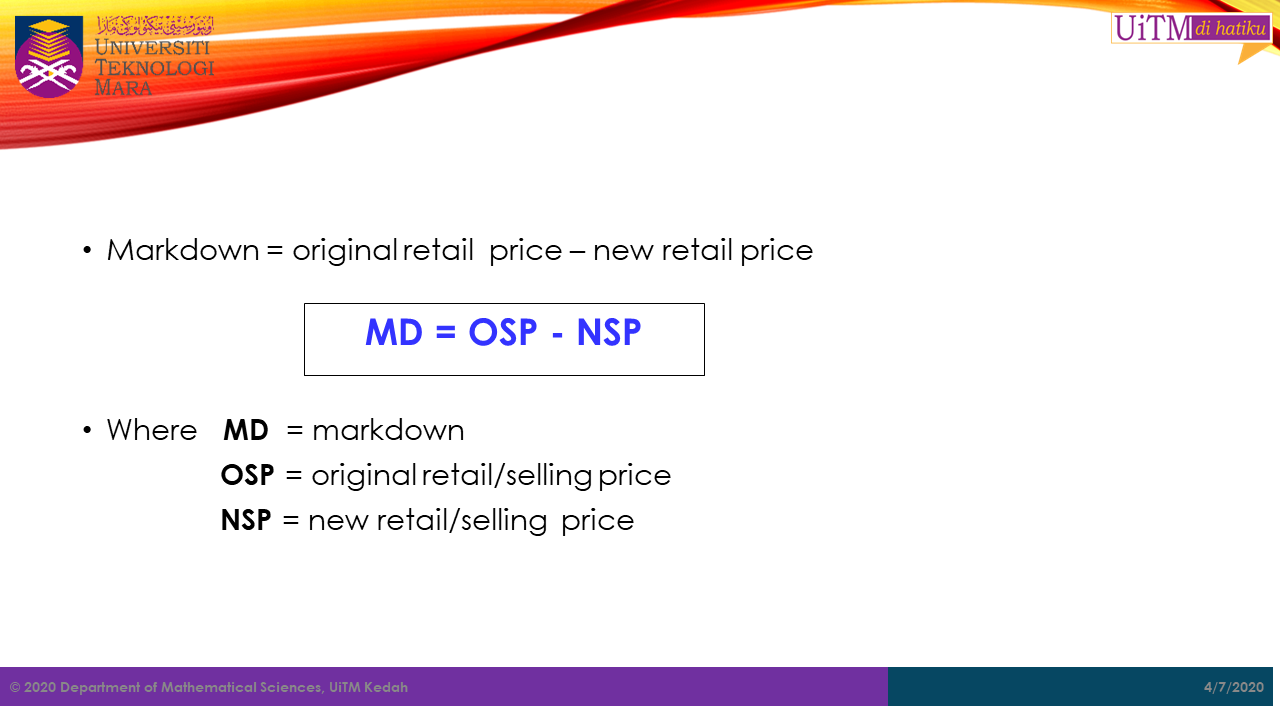 UNIVERSITI
TEKNOLOGI
MARA
UiTM di hatiku
• Markdown = original retail price – new retail price
MD = OSP - NSP
• Where MD = markdown
OSP = original retail/selling price
NSP = new retail/selling price
© 2020 Department of Mathematical Sciences, UiTM Kedah
4/7/2020